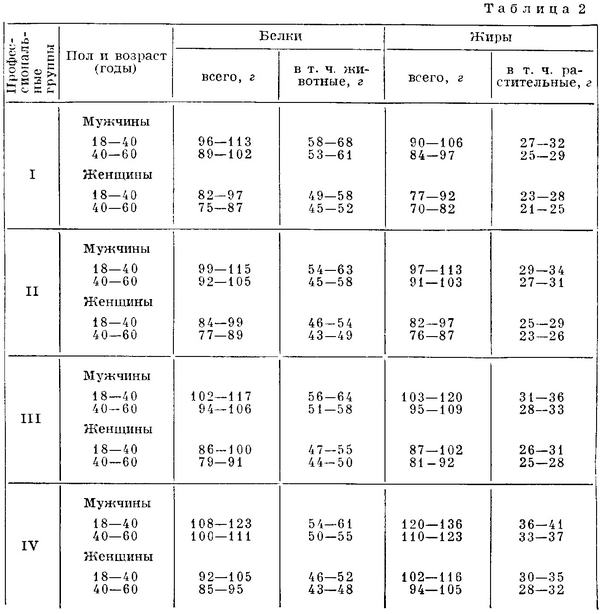 Таблица 2
Профес-
сиональ-
ные
группы
Пол и возраст
(годы)
Белки
Жиры
всего, г
в т. ч. жи-
вотные, г
всего, г
в т. ч. ра-
стительные, г
I
Мужчины
18—40 96—113 58—68 90—106 27—32
40—60 89—102 53—61 84—97 25—29
Женщины
18—40 82—97 49—58 77—92 23—28
40—60 75—87 45—52 70—82 21-25
II
Мужчины
18—40 99—115 54—63 97—113 29—34
40—60 92—105 45—58 91—103 27—31
Женщины
18—40 84—99 46—54 82—97 25—29
40—60 77—89 43—49 76—87 23—26
III
Мужчины
18—40 102—117 56—64 103—120 31—36
40—60 94—106 51—58 95—109 28—33
Женщины
18—40 86—100 47—55 87—102 26—31
40—60 79—91 44—50 81-92 25—28
IV
Мужчины
18—40 108—123 54—61 120—136 36—41
40—60 100—111 50—55 110—123 33—37
Женщины
18—40 92—105 46—52 102—116 30—35
40—60 85—95 43—48 94—105 28—32